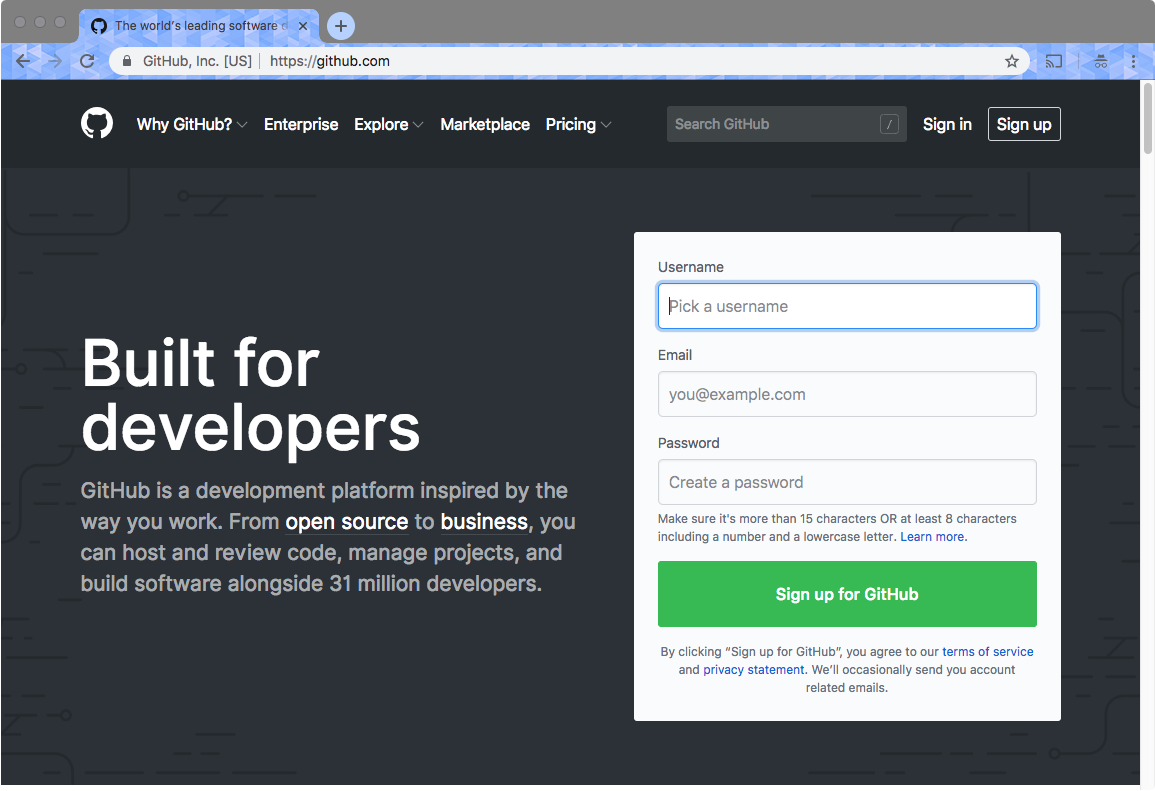 The world's leading software d
GitHub, Inc. [US] https://github.com
Why GitHub? Enterprise Explore Marketplace Pricing Search GitHub / Sign in Sign up
Built for
developers
GitHub is a development platform inspired by the
way you work. From open source to business, you
can host and review code, manage projects, and
build software alongside 31 million developers.
Username
Pick a username
Email
you@example.com
Password
Create a password
Make sure it's more than 15 characters OR at least 8 characters
including a number and a lowercase letter. Learn more.
Sign up for GitHub
By clicking “Sign up for GitHub”, you agree to our terms of service
and privacy statement. We’ll occasionally send you account
related emails.